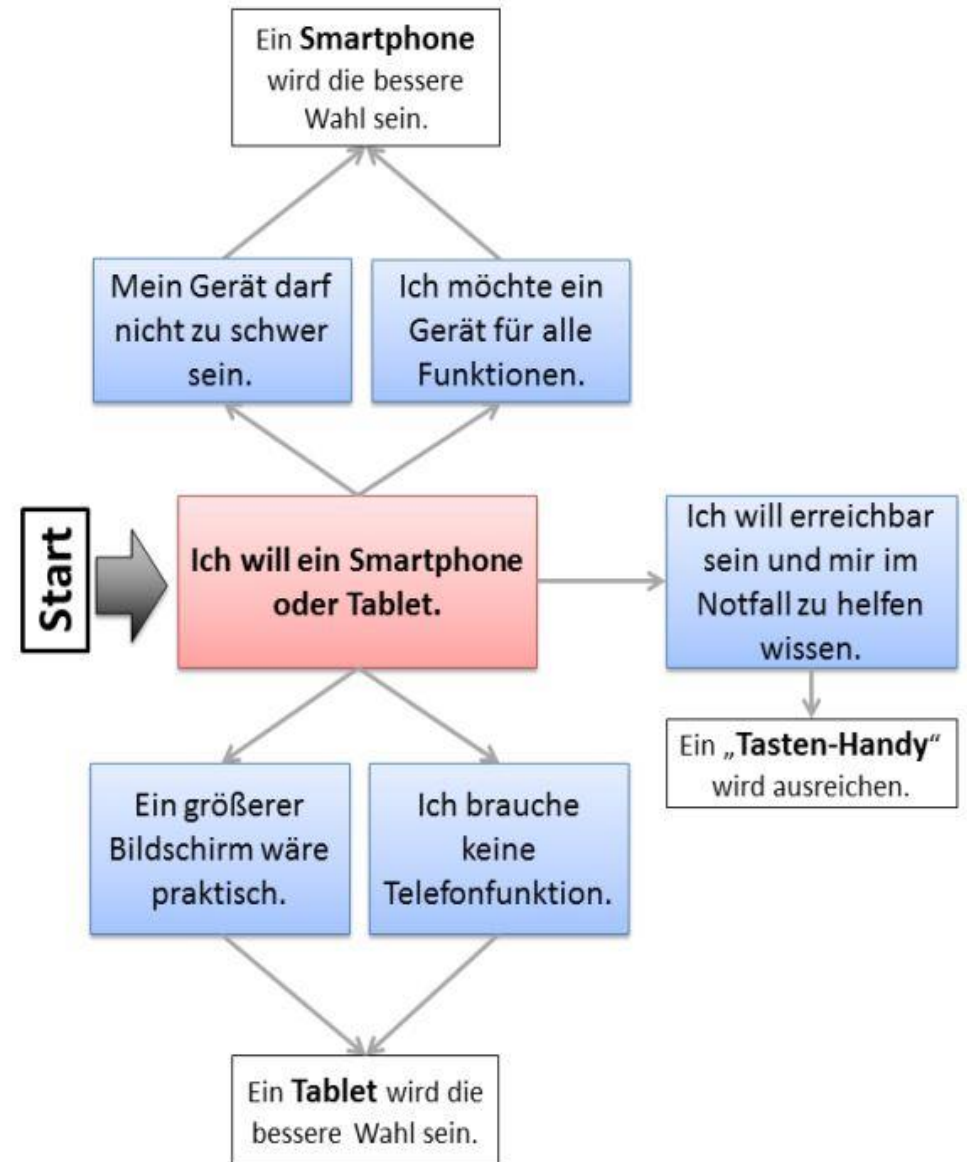 Ein Smartphone
wird die bessere
Wahl sein.
Mein Gerät darf
nicht zu schwer
sein.
Ich möchte ein
Gerät für alle
Funktionen.
Start
Ich will ein Smartphone
oder Tablet.
Ich will erreichbar
sein und mir im
Notfall zu helfen
wissen.
Ein „Tasten-Handy“
wird ausreichen.
Ein größerer
Bildschirm wäre
praktisch.
Ich brauche
keine
Telefonfunktion.
Ein Tablet wird die
bessere Wahl sein.